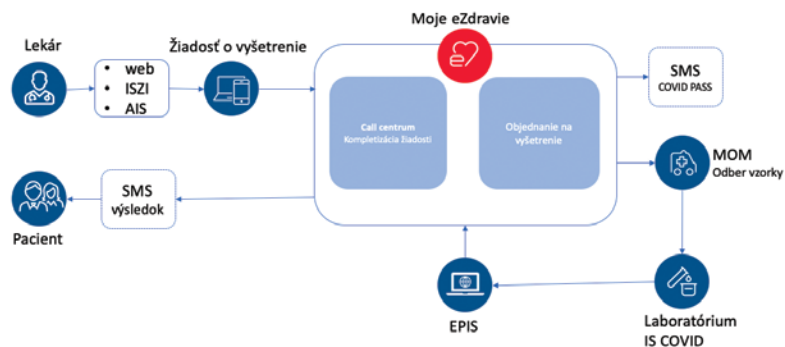 Moje eZdravie
Lekár
• web
• ISZI
• AIS
Žiadosť o vyšetrenie
Call centrum
Kompletizácia žiadosti
Objednanie na
vyšetrenie
SMS
COVID PASS
MOM
Odber vzorky
SMS
výsledok
Pacient
EPIS
Laboratórium
IS COVID